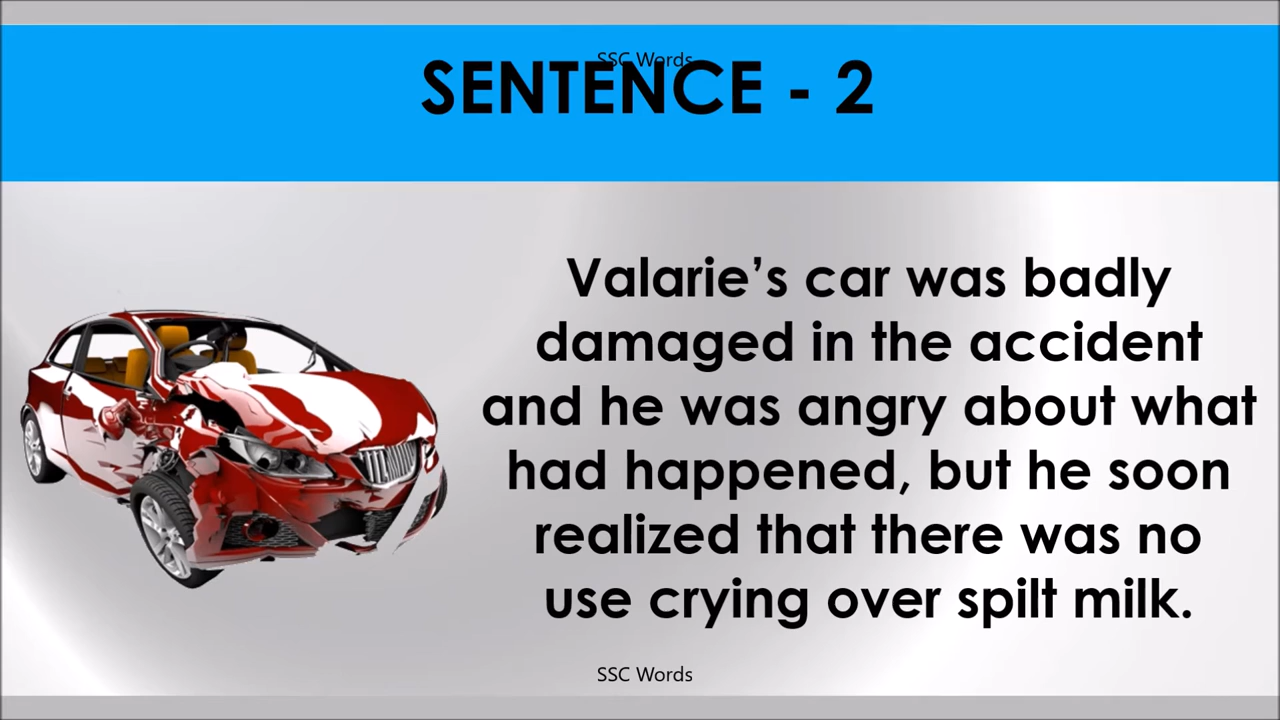 SSC Words
SENTENCE - 2
Valarie’s car was badly
damaged in the accident
and he was angry about what
had happened, but he soon
realized that there was no
use crying over spilt milk.
SSC Words